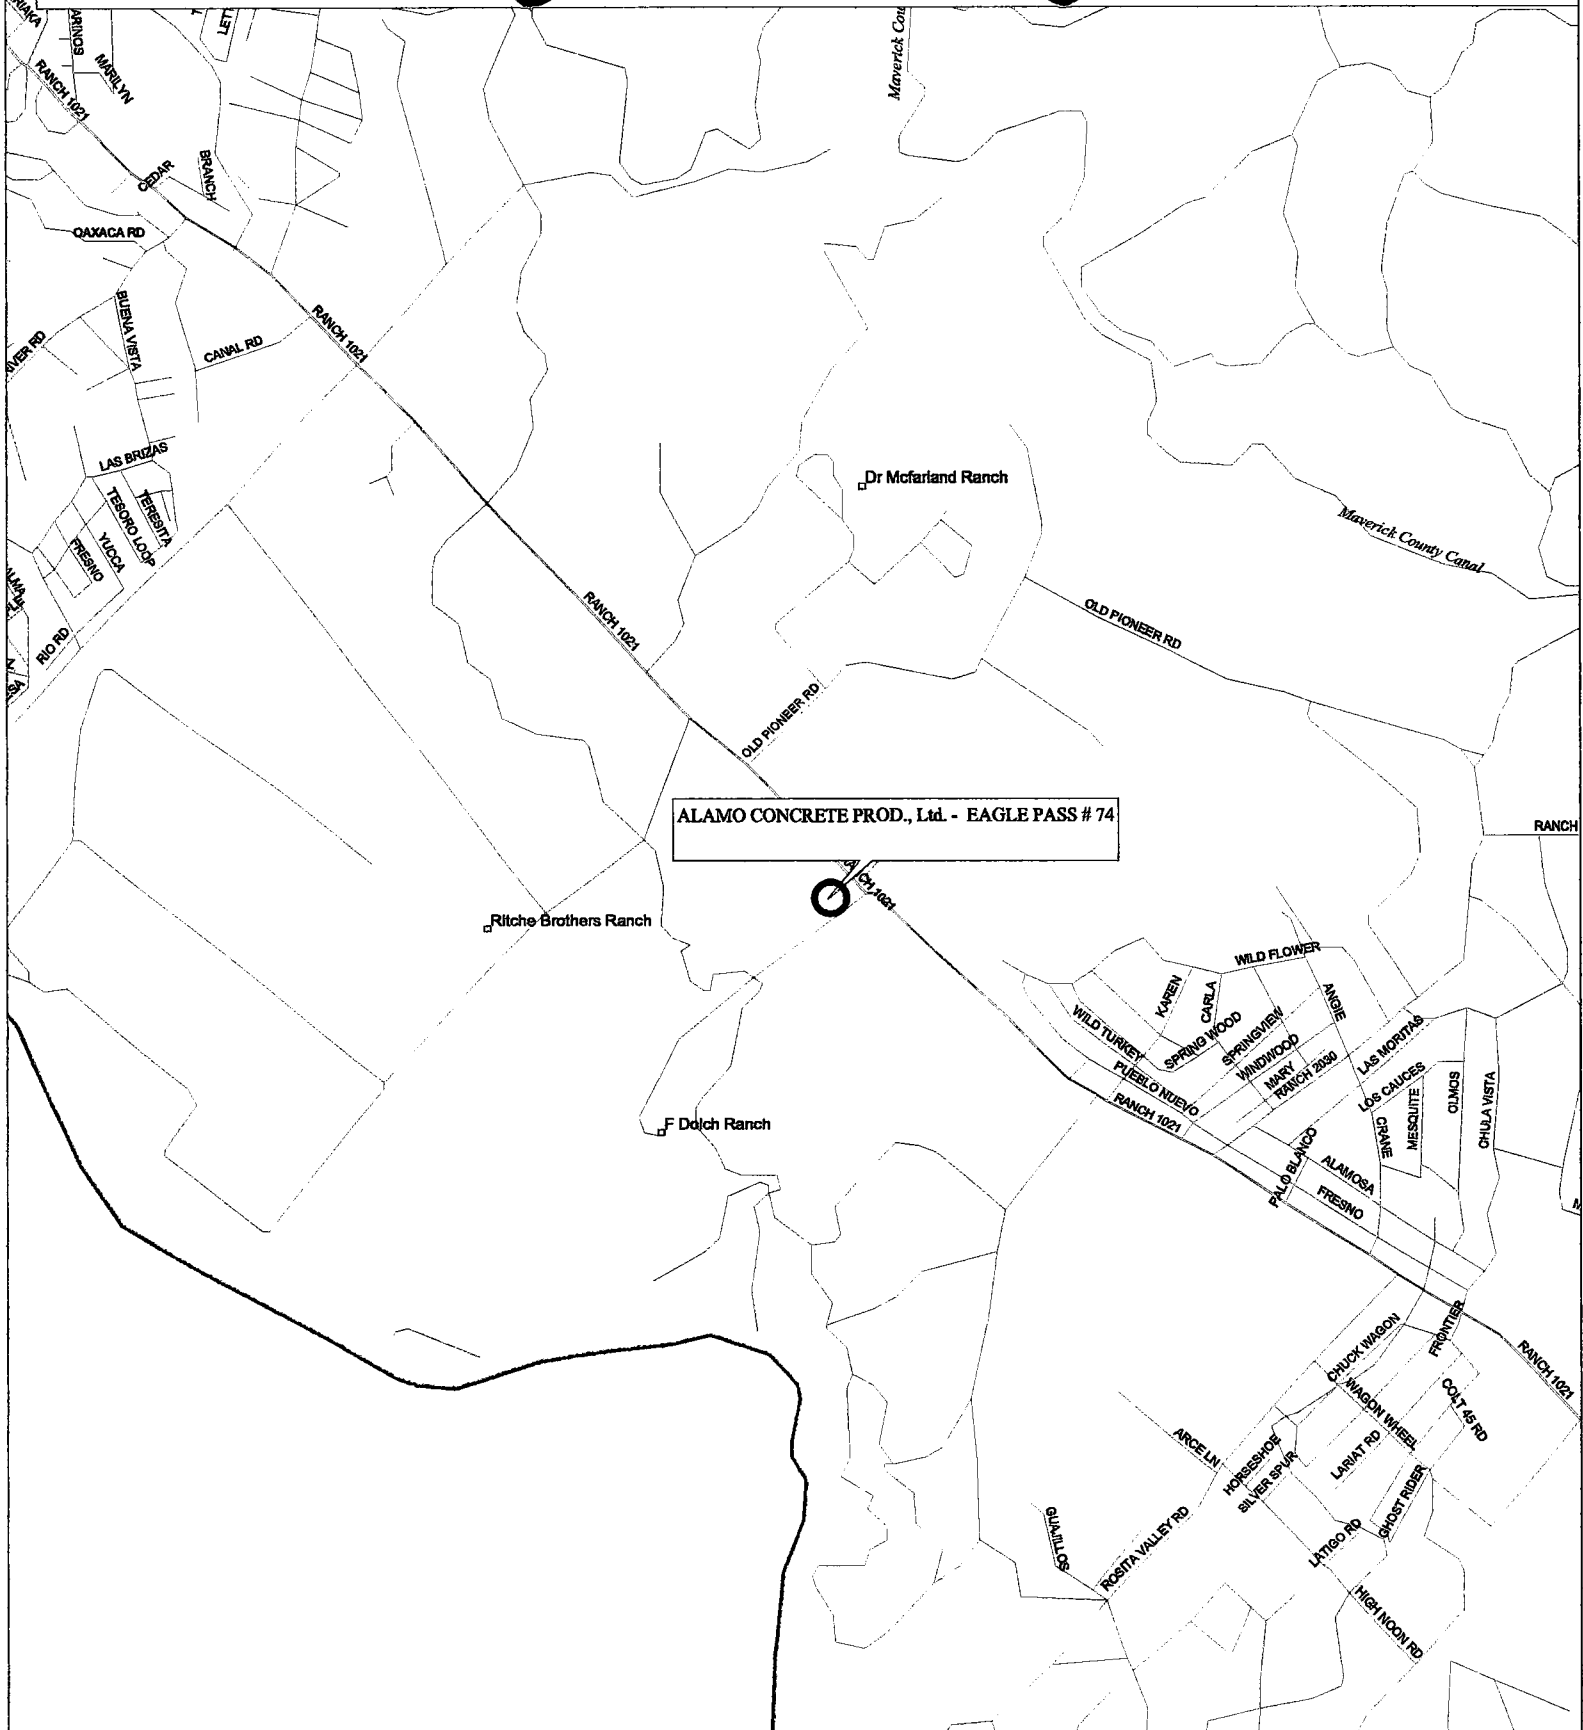 MARILYN
RANCH 1021
CEDAR
BRANCH
OAXACA RD
Maverick
BUENA VISTA
CANAL RD
RANCH 1021
LAS BRIZAS
TERESITA
TESORO LOOP
YUCCA
FRESNO
RIO RD
Dr Mcfarland Ranch
Maverick County Canal
RANCH 1021
OLD PIONEER RD
OLD PIONEER RD
ALAMO CONCRETE PROD., Ltd. - EAGLE PASS # 74
RANCH
CH 1021
Ritche Brothers Ranch
WILD FLOWER
KAREN
CARLA
ANGIE
WILD TURKEY
SPRING WOOD
SPRINGVIEW
WINDWOOD
MARY
RANCH 2030
LAS MORITAS
PUEBLO NUEVO
RANCH 1021
LOS CAUCES
CRANE
MESQUITE
OLMOS
CHULA VISTA
F Dolch Ranch
PALO BLANCO
ALAMOSA
FRESNO
FRONTIER
CHUCK WAGON
RANCH 1021
WAGON WHEEL
COLT 45 RD
ARCE LN
HORSESHOE
SILVER SPUR
LARIAT RD
GHOST RIDER
GUAJILLOS
ROSITA VALLEY RD
LATIGO RD
HIGH NOON RD